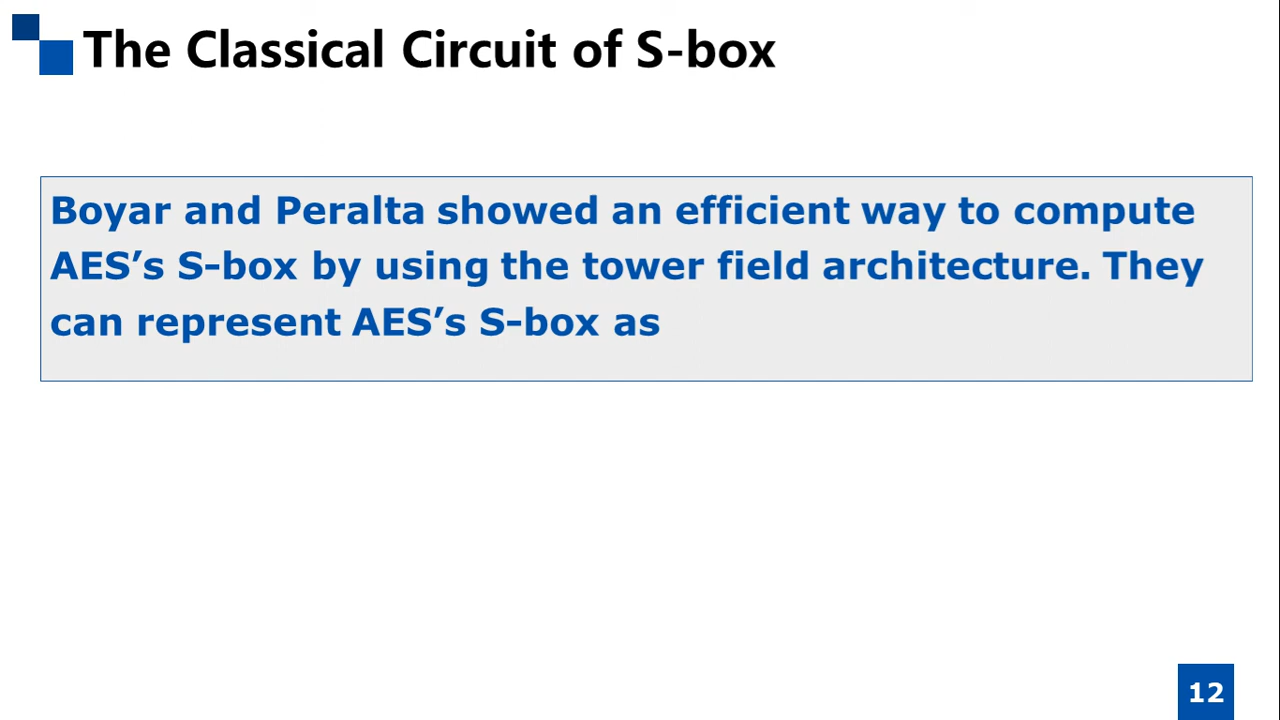 The Classical Circuit of S-box
Boyar and Peralta showed an efficient way to compute
AES’s S-box by using the tower field architecture. They
can represent AES’s S-box as
12